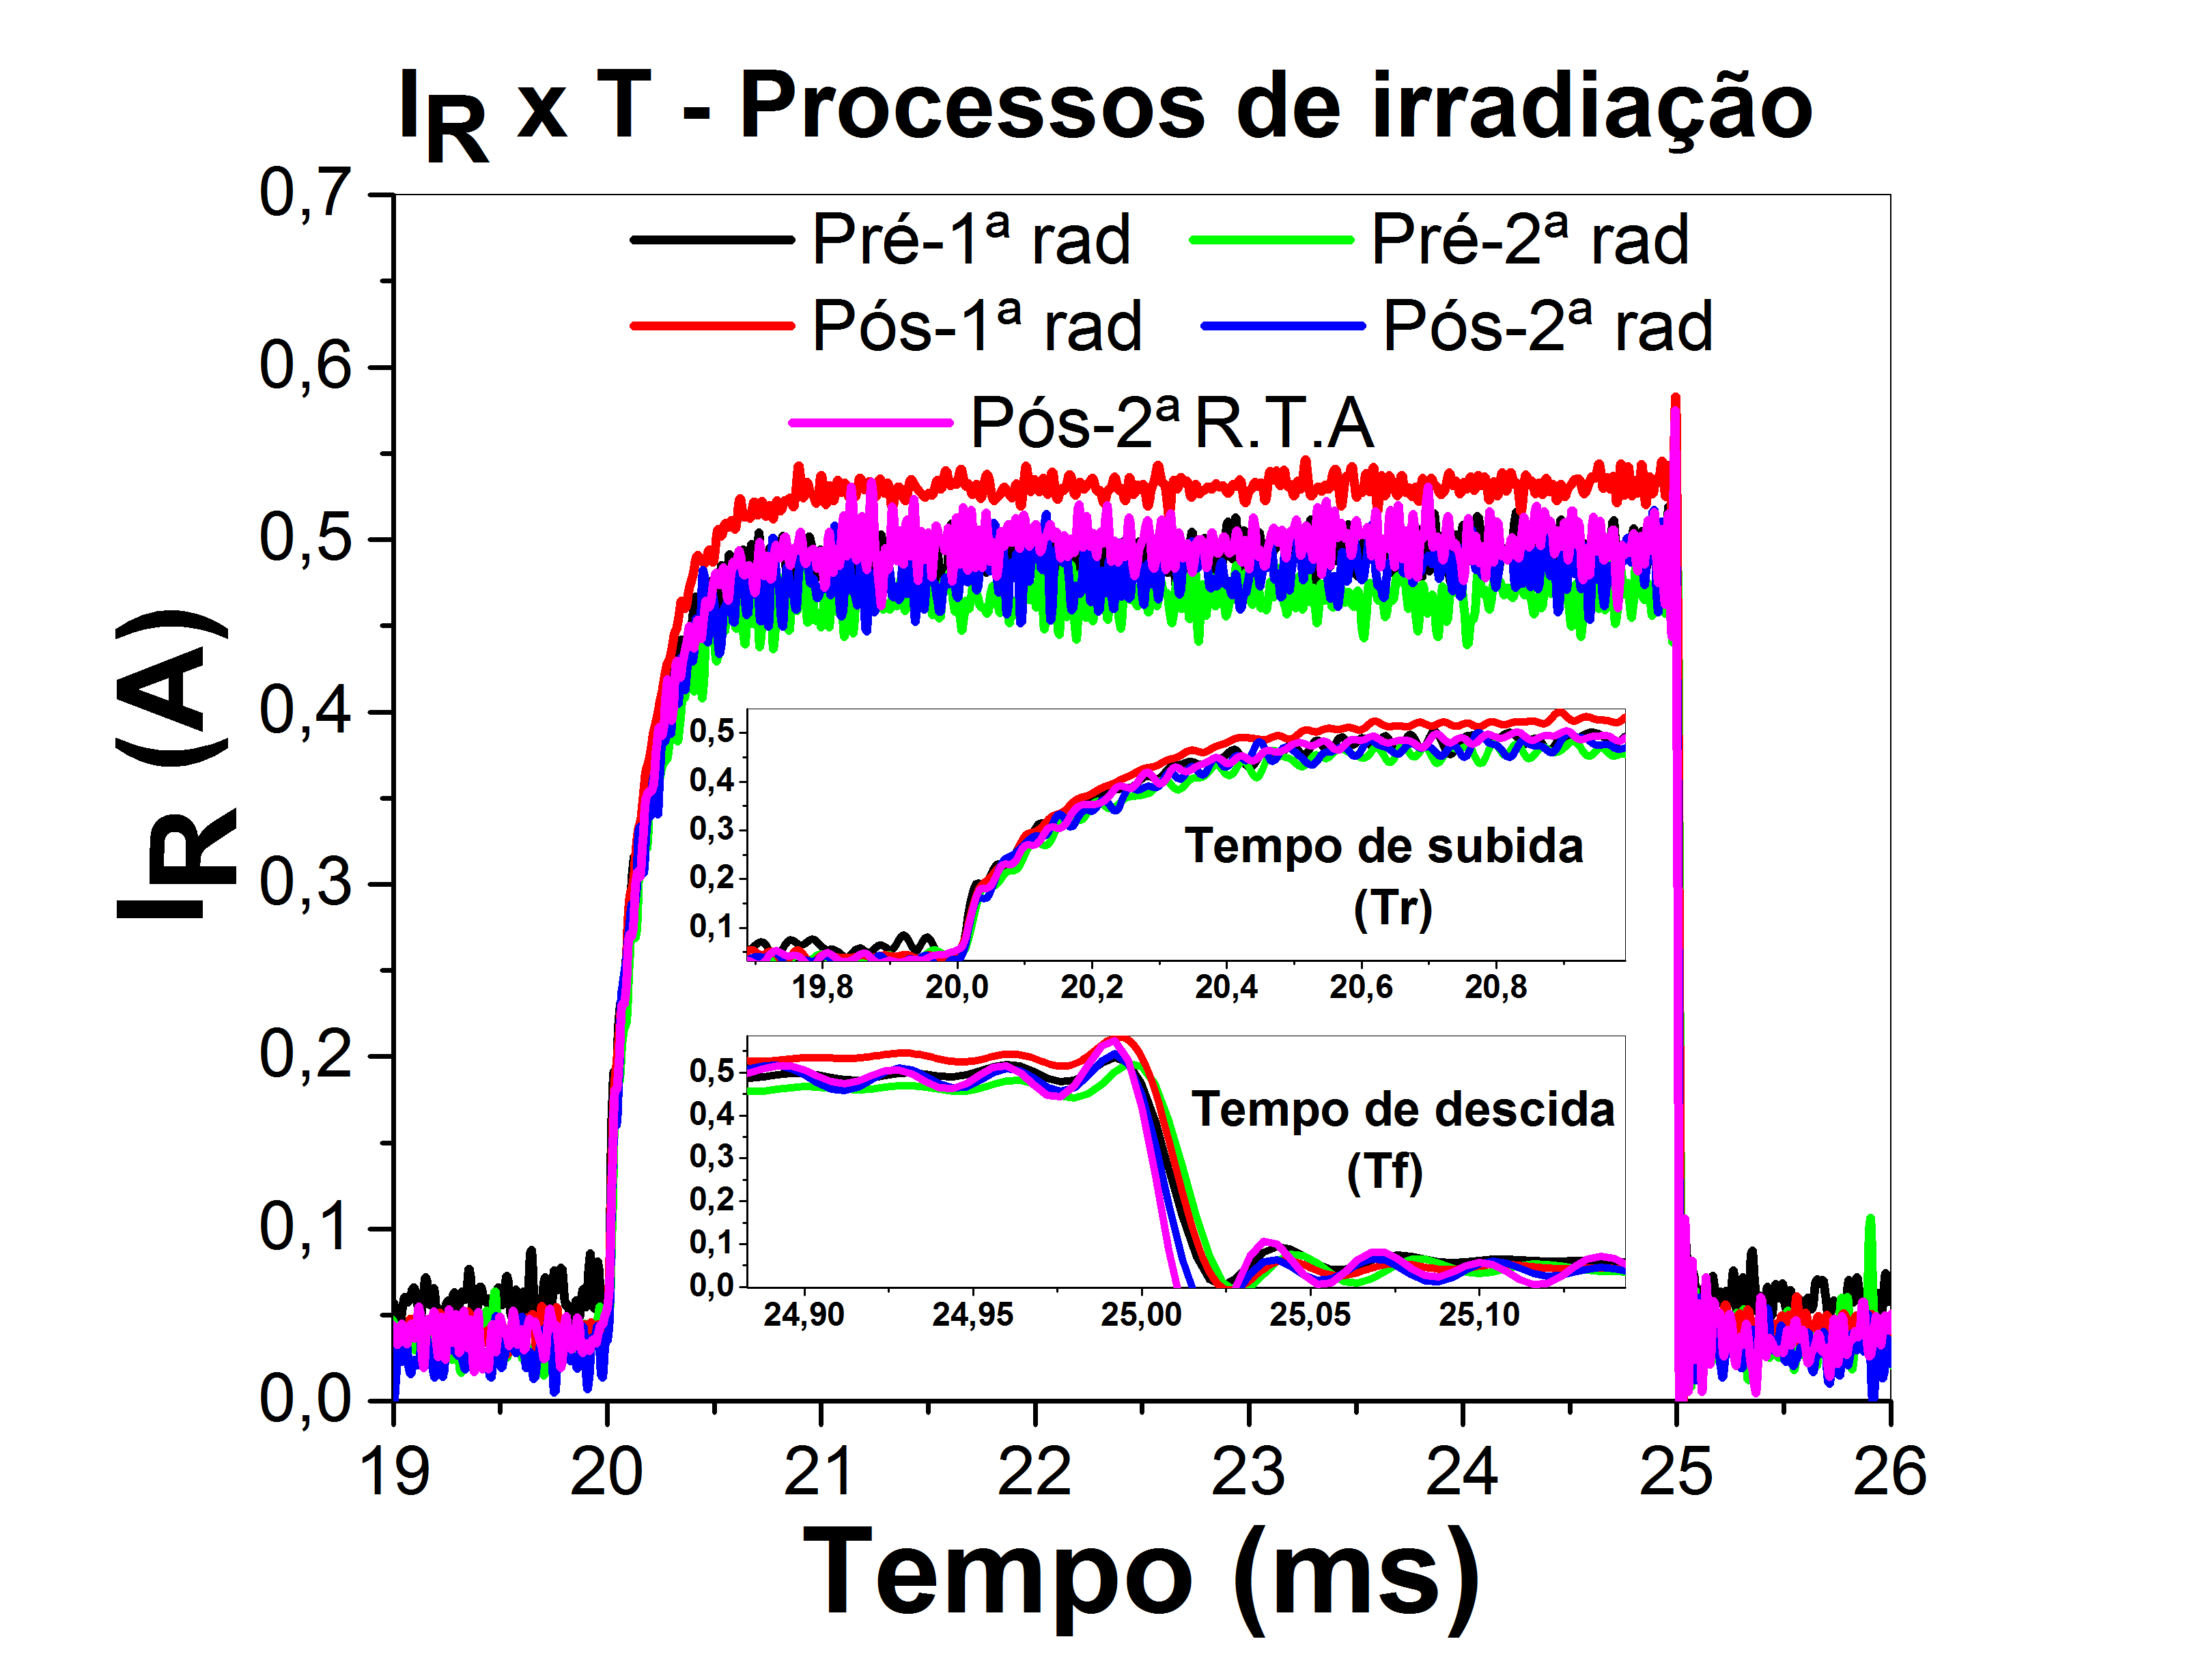 IR x T - Processos de irradiação
0,7
0,6
0,5
0,4
0,3
0,2
0,1
0,0
IR (A)
Pré-1ª rad
Pré-2ª rad
Pós-1ª rad
Pós-2ª rad
Pós-2ª R.T.A
0,5
0,4
0,3
0,2
0,1
Tempo de subida
(Tr)
19,8 20,0 20,2 20,4 20,6 20,8
0,5
0,4
0,3
0,2
0,1
0,0
Tempo de descida
(Tf)
24,90 24,95 25,00 25,05 25,10
19 20 21 22 23 24 25 26
Tempo (ms)